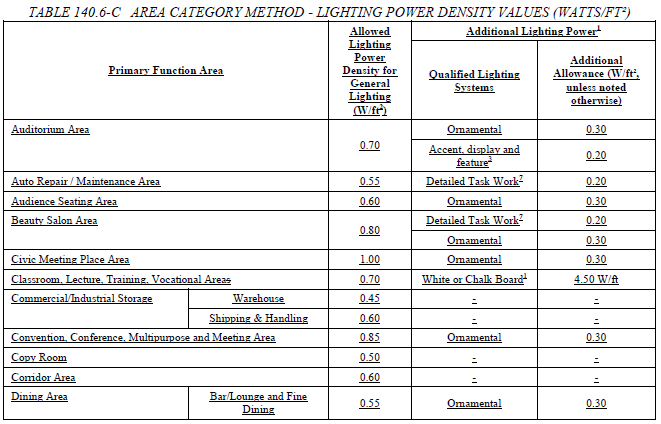 TABLE 140.6-C AREA CATEGORY METHOD - LIGHTING POWER DENSITY VALUES (WATTS/FT²)
Primary Function Area
Allowed
Lighting
Power
Density for
General
Lighting
(W/ft²)
Additional Lighting Power¹
Qualified Lighting
Systems
Additional
Allowance (W/ft²,
unless noted
otherwise)
Auditorium Area
0.70
Ornamental 0.30
Accent, display and
feature³
0.20
Auto Repair / Maintenance Area 0.55 Detailed Task Work⁷ 0.20
Audience Seating Area 0.60 Ornamental 0.30
Beauty Salon Area
0.80
Detailed Task Work⁷ 0.20
Ornamental 0.30
Civic Meeting Place Area 1.00 Ornamental 0.30
Classroom, Lecture, Training, Vocational Areas 0.70 White or Chalk Board¹ 4.50 W/ft
Commercial/Industrial Storage Warehouse 0.45 - -
Shipping & Handling 0.60 - -
Convention, Conference, Multipurpose and Meeting Area 0.85 Ornamental 0.30
Copy Room 0.50 - -
Corridor Area 0.60 - -
Dining Area Bar/Lounge and Fine
Dining
0.55 Ornamental 0.30